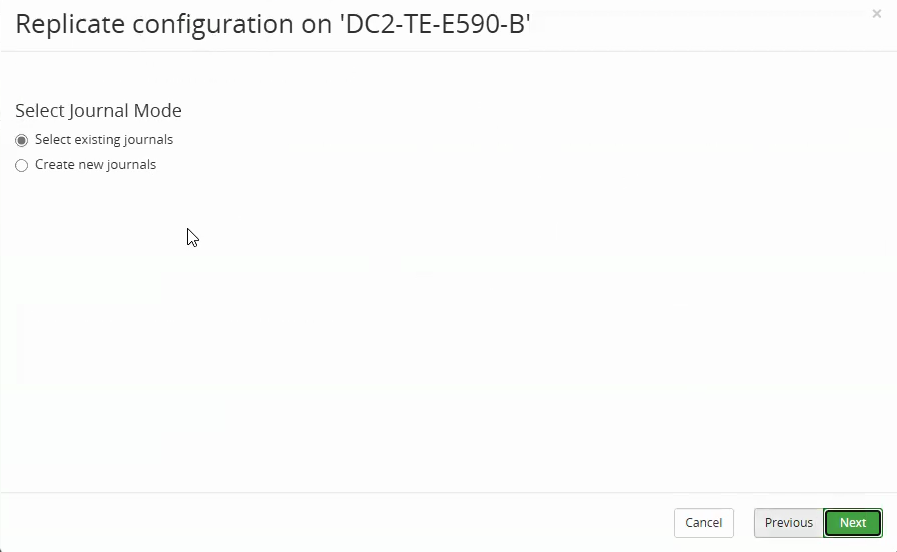 Replicate configuration on 'DC2-TE-E590-B'
×
Select Journal Mode
Select existing journals
Create new journals
Cancel
Previous
Next